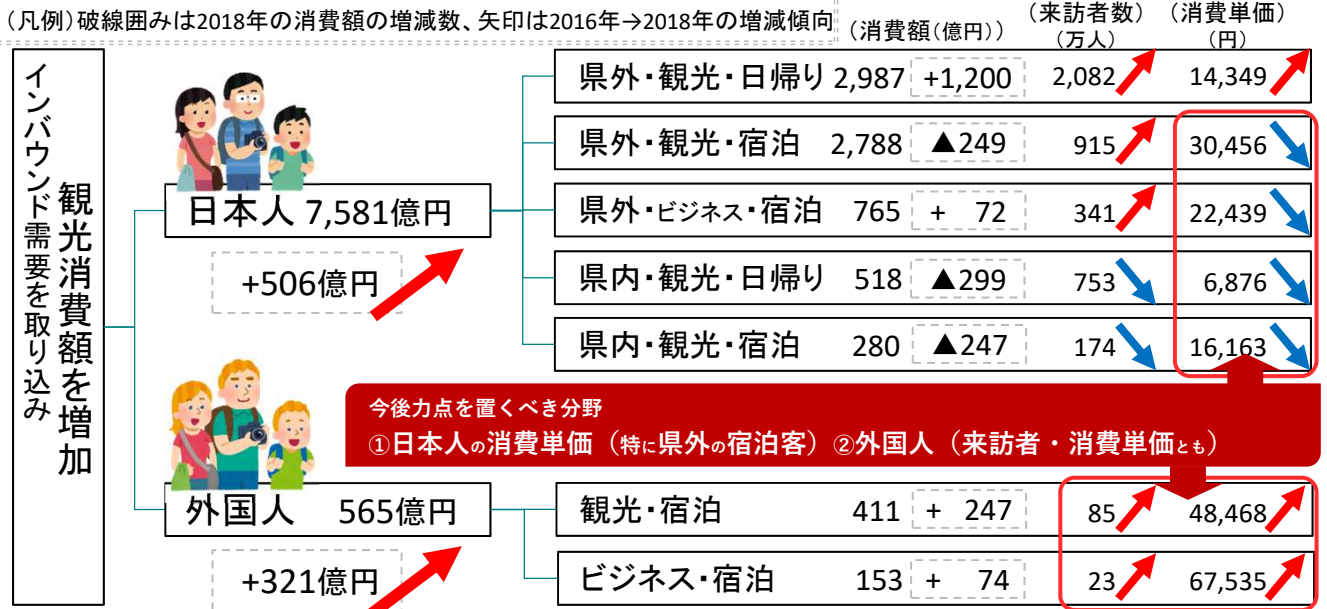 （凡例）破線囲みは2018年の消費額の増減数、矢印は2016年→2018年の増減傾向
（消費額（億円））
（来訪者数）
（万人）
（消費単価）
（円）
インバウンド需要を取り込み
観光消費額を増加
日本人 7,581億円
+506億円
県外・観光・日帰り 2,987 +1,200 2,082 14,349
県外・観光・宿泊 2,788 ▲249 915 30,456
県外・ビジネス・宿泊 765 + 72 341 22,439
県内・観光・日帰り 518 ▲299 753 6,876
県内・観光・宿泊 280 ▲247 174 16,163
今後力点を置くべき分野
①日本人の消費単価（特に県外の宿泊客）②外国人（来訪者・消費単価とも）
外国人 565億円
+321億円
観光・宿泊 411 + 247 85 48,468
ビジネス・宿泊 153 + 74 23 67,535